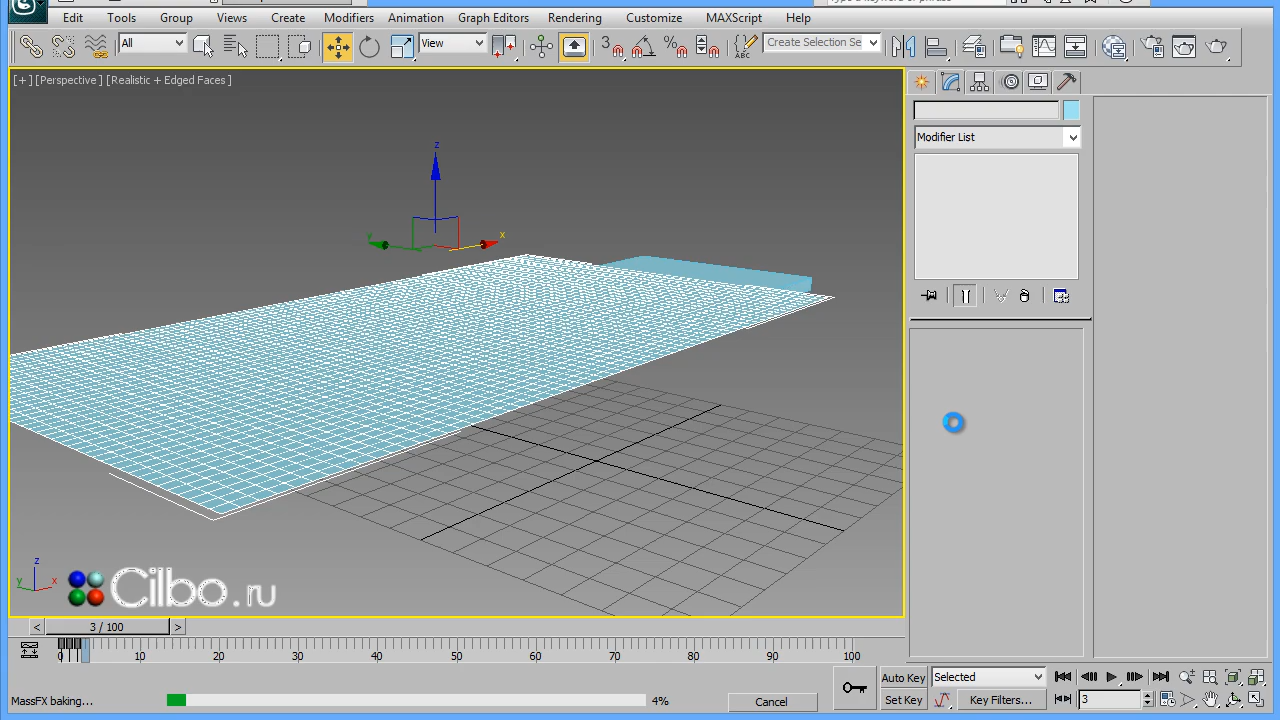 Edit Tools Group Views Create Modifiers Animation Graph Editors Rendering Customize MAXScript Help
All View 3 % ABC Create Selection Se
[+] [Perspective] [Realistic + Edged Faces]
Modifier List
z
y x
z
y x
Cilbo.ru
< 3 / 100 >
0 10 20 30 40 50 60 70 80 90 100
Auto Key Selected
MassFX baking... 4% Cancel Set Key Key Filters... 3